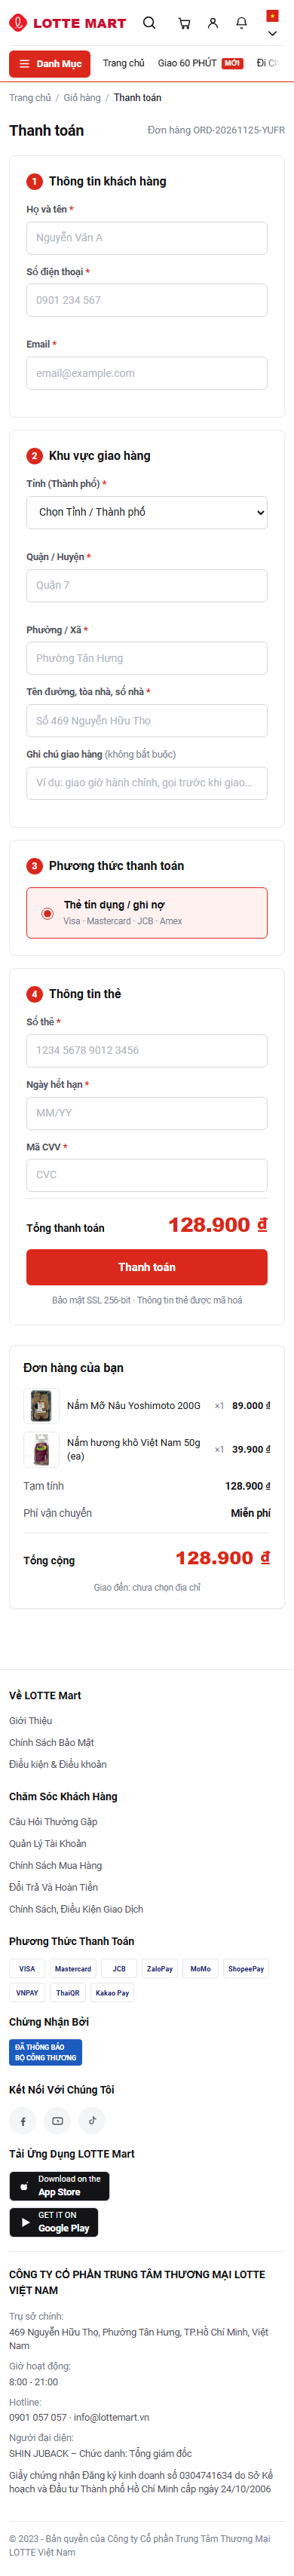 LOTTE MART
Danh Mục
Trang chủ
Giao 60 PHÚT MỚI
Trang chủ / Giỏ hàng / Thanh toán
Thanh toán
Đơn hàng ORD-20261125-YUFR
1 Thông tin khách hàng
Họ và tên *
Nguyễn Văn A
Số điện thoại *
0901 234 567
Email *
email@example.com
2 Khu vực giao hàng
Tỉnh (Thành phố) *
Chọn Tỉnh / Thành phố
Quận / Huyện *
Quận 7
Phường / Xã *
Phường Tân Hưng
Tên đường, tòa nhà, số nhà *
Số 469 Nguyễn Hữu Thọ
Ghi chú giao hàng (không bắt buộc)
Ví dụ: giao giờ hành chính, gọi trước khi giao...
3 Phương thức thanh toán
Thẻ tín dụng / ghi nợ
Visa · Mastercard · JCB · Amex
4 Thông tin thẻ
Số thẻ *
1234 5678 9012 3456
Ngày hết hạn *
MM/YY
Mã CVV *
CVC
Tổng thanh toán 128.900 ₫
Thanh toán
Bảo mật SSL 256-bit · Thông tin thẻ được mã hoá
Đơn hàng của bạn
Nấm Mỡ Nâu Yoshimoto 200G ×1 89.000 ₫
Nấm hương khô Việt Nam 50g
(ea)
×1 39.900 ₫
Tạm tính 128.900 ₫
Phí vận chuyển Miễn phí
Tổng cộng 128.900 ₫
Giao đến: chưa chọn địa chỉ
Về LOTTE Mart
Giới Thiệu
Chính Sách Bảo Mật
Điều kiện & Điều khoản
Chăm Sóc Khách Hàng
Câu Hỏi Thường Gặp
Quản Lý Tài Khoản
Chính Sách Mua Hàng
Đổi Trả Và Hoàn Tiền
Chính Sách, Điều Kiện Giao Dịch
Phương Thức Thanh Toán
VISA Mastercard JCB ZaloPay MoMo ShopeePay
VNPAY ThaiQR Kakao Pay
Chứng Nhận Bởi
ĐÃ THÔNG BÁO
BỘ CÔNG THƯƠNG
Kết Nối Với Chúng Tôi
Tải Ứng Dụng LOTTE Mart
Download on the
App Store
GET IT ON
Google Play
CÔNG TY CỔ PHẦN TRUNG TÂM THƯƠNG MẠI LOTTE
VIỆT NAM
Trụ sở chính:
469 Nguyễn Hữu Thọ, Phường Tân Hưng, TP.Hồ Chí Minh, Việt
Nam
Giờ hoạt động:
8:00 - 21:00
Hotline:
0901 057 057 · info@lottemart.vn
Người đại diện:
SHIN JUBACK – Chức danh: Tổng giám đốc
Giấy chứng nhận Đăng ký kinh doanh số 0304741634 do Sở Kế
hoạch và Đầu tư Thành phố Hồ Chí Minh cấp ngày 24/10/2006
© 2023 - Bản quyền của Công ty Cổ phần Trung Tâm Thương Mại
LOTTE Việt Nam